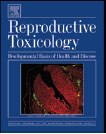 Reproductive
Toxicology
Developmental Basis of Health and Disease